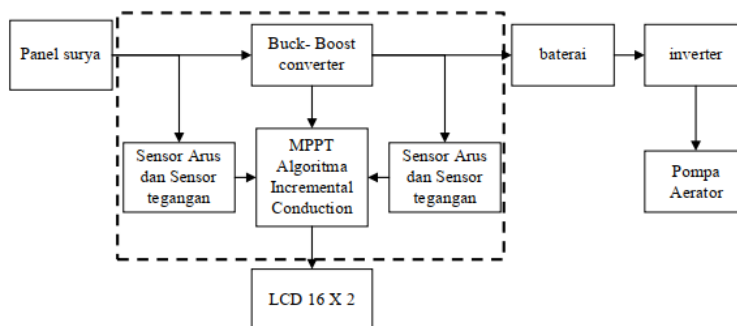 Panel surya
Buck- Boost
converter
baterai
inverter
Sensor Arus
dan Sensor
tegangan
MPPT
Algoritma
Incremental
Conduction
Sensor Arus
dan Sensor
tegangan
Pompa
Aerator
LCD 16 X 2